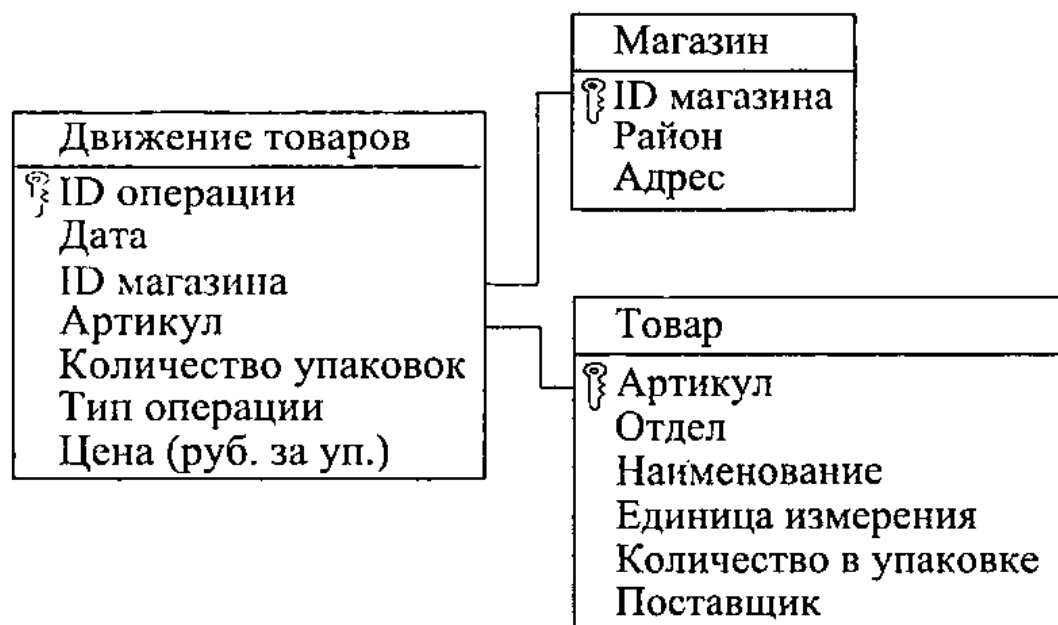 Магазин
ID магазина
Район
Адрес
Движение товаров
ID операции
Дата
ID магазина
Артикул
Количество упаковок
Тип операции
Цена (руб. за уп.)
Товар
Артикул
Отдел
Наименование
Единица измерения
Количество в упаковке
Поставщик